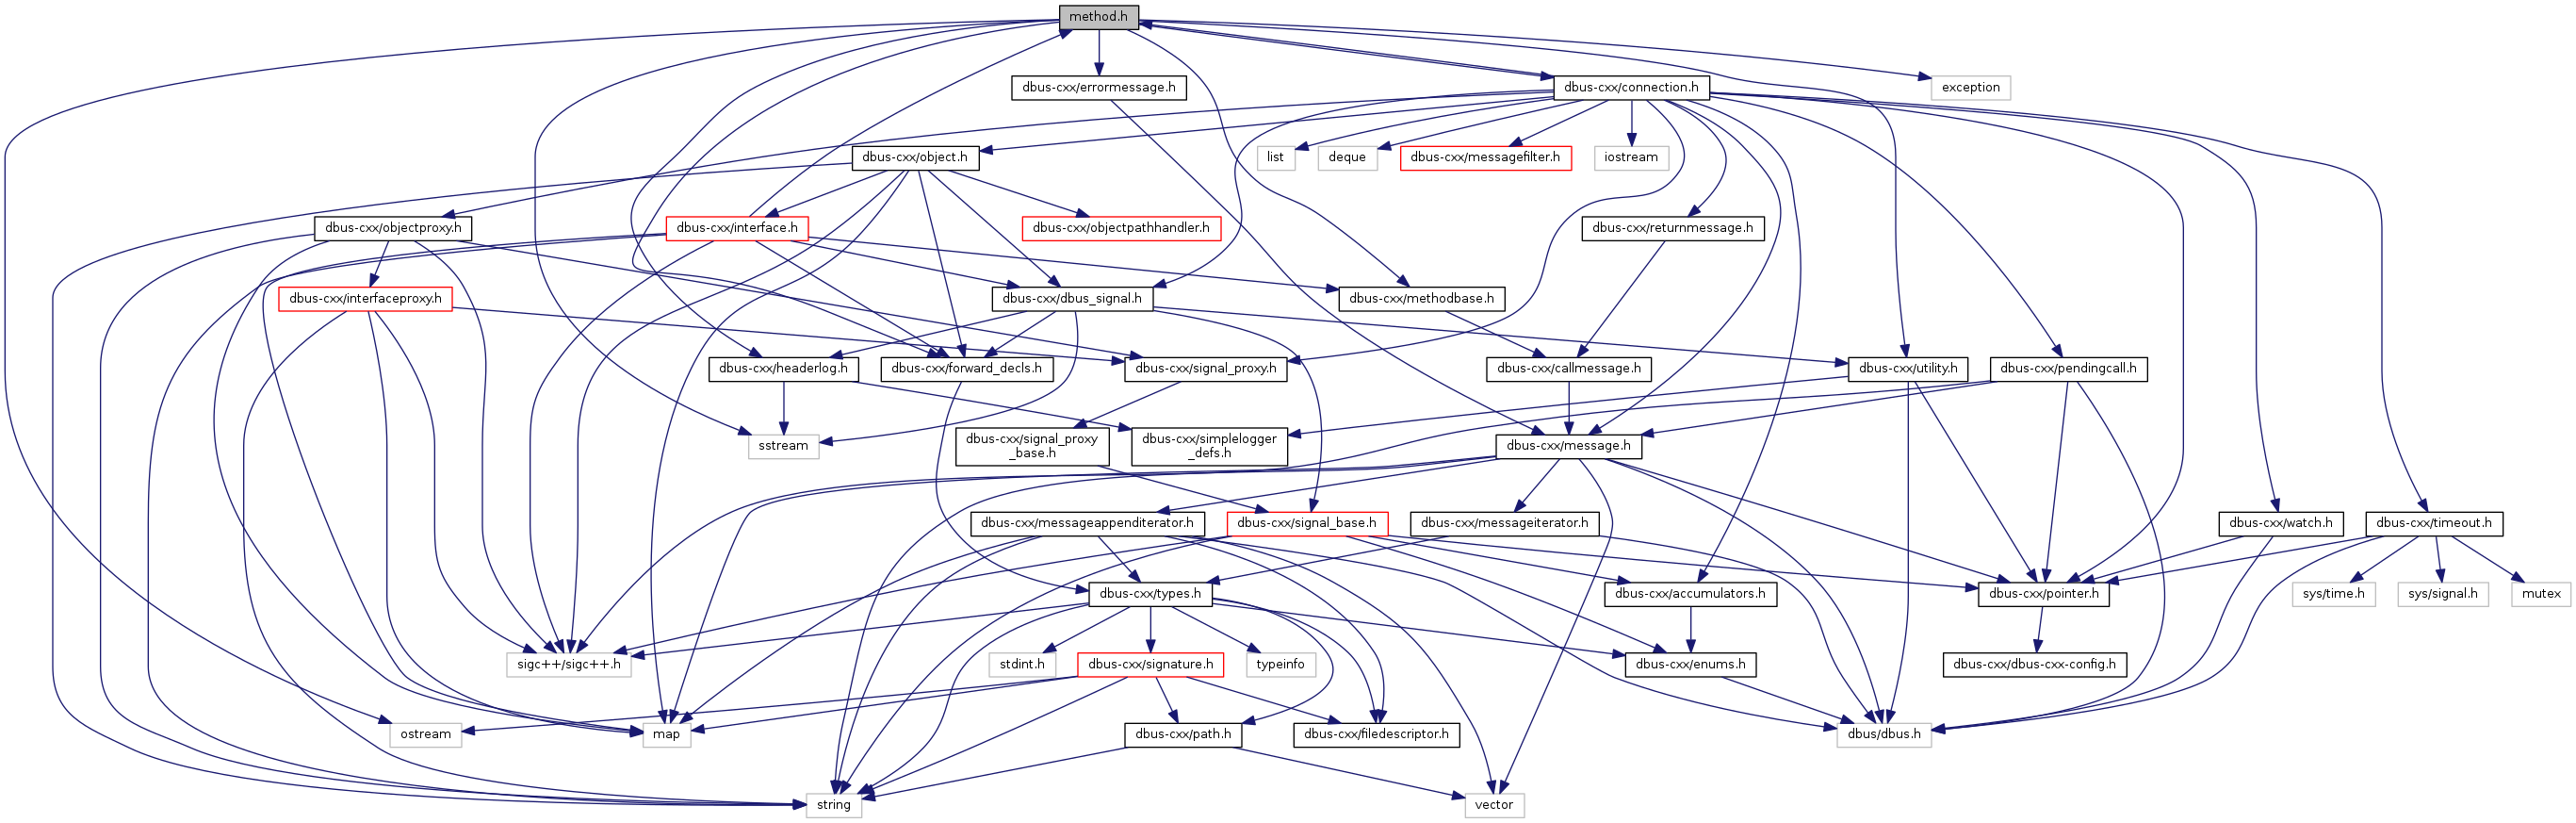 method.h
dbus-cxx/errormessage.h
dbus-cxx/connection.h
exception
dbus-cxx/object.h
list
deque
dbus-cxx/messagefilter.h
iostream
dbus-cxx/objectproxy.h
dbus-cxx/interface.h
dbus-cxx/objectpathhandler.h
dbus-cxx/returnmessage.h
dbus-cxx/interfaceproxy.h
dbus-cxx/dbus_signal.h
dbus-cxx/methodbase.h
dbus-cxx/headerlog.h
dbus-cxx/forward_decls.h
dbus-cxx/signal_proxy.h
dbus-cxx/callmessage.h
dbus-cxx/utility.h
dbus-cxx/pendingcall.h
sstream
dbus-cxx/signal_proxy
_base.h
dbus-cxx/simplelogger
_defs.h
dbus-cxx/message.h
dbus-cxx/messageappenditerator.h
dbus-cxx/signal_base.h
dbus-cxx/messageiterator.h
dbus-cxx/watch.h
dbus-cxx/timeout.h
dbus-cxx/types.h
dbus-cxx/accumulators.h
dbus-cxx/pointer.h
sys/time.h
sys/signal.h
mutex
sigc++/sigc++.h
stdint.h
dbus-cxx/signature.h
typeinfo
dbus-cxx/enums.h
dbus-cxx/dbus-cxx-config.h
ostream
map
dbus-cxx/path.h
dbus-cxx/filedescriptor.h
dbus/dbus.h
string
vector